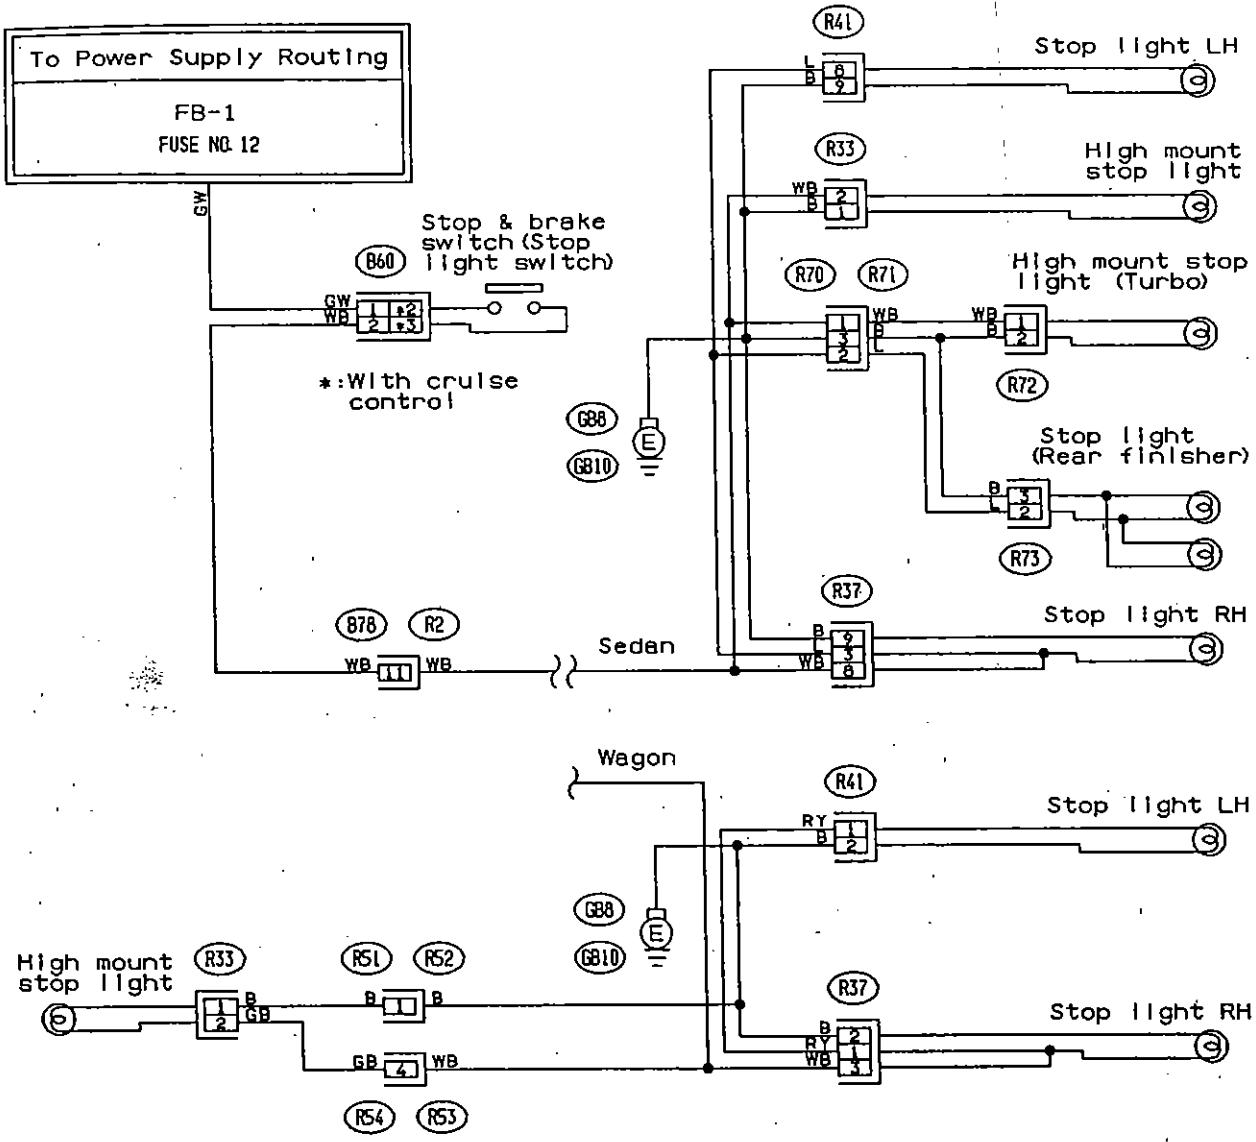 To Power Supply Routing
FB-1
FUSE NO. 12
GW
Stop & brake
switch (Stop
light switch)
B60
GW
WB
1 *2
2 *3
*:With cruise
control
B78
R2
WB
11
WB
Sedan
R41
L
B
8
9
Stop light LH
R33
WB
B
2
1
High mount
stop light
R70
R71
1
3
2
WB
B
L
WB
B
1
2
R72
High mount stop
light (Turbo)
GB8
E
GB10
Stop light
(Rear finisher)
B
L
3
2
R73
R37
B
L
WB
9
3
8
Stop light RH
Wagon
R41
RY
B
1
2
Stop light LH
GB8
E
GB10
High mount
stop light
R33
1
2
B
GB
R51
R52
B
1
B
GB
4
WB
R54
R53
R37
B
RY
WB
2
1
3
Stop light RH